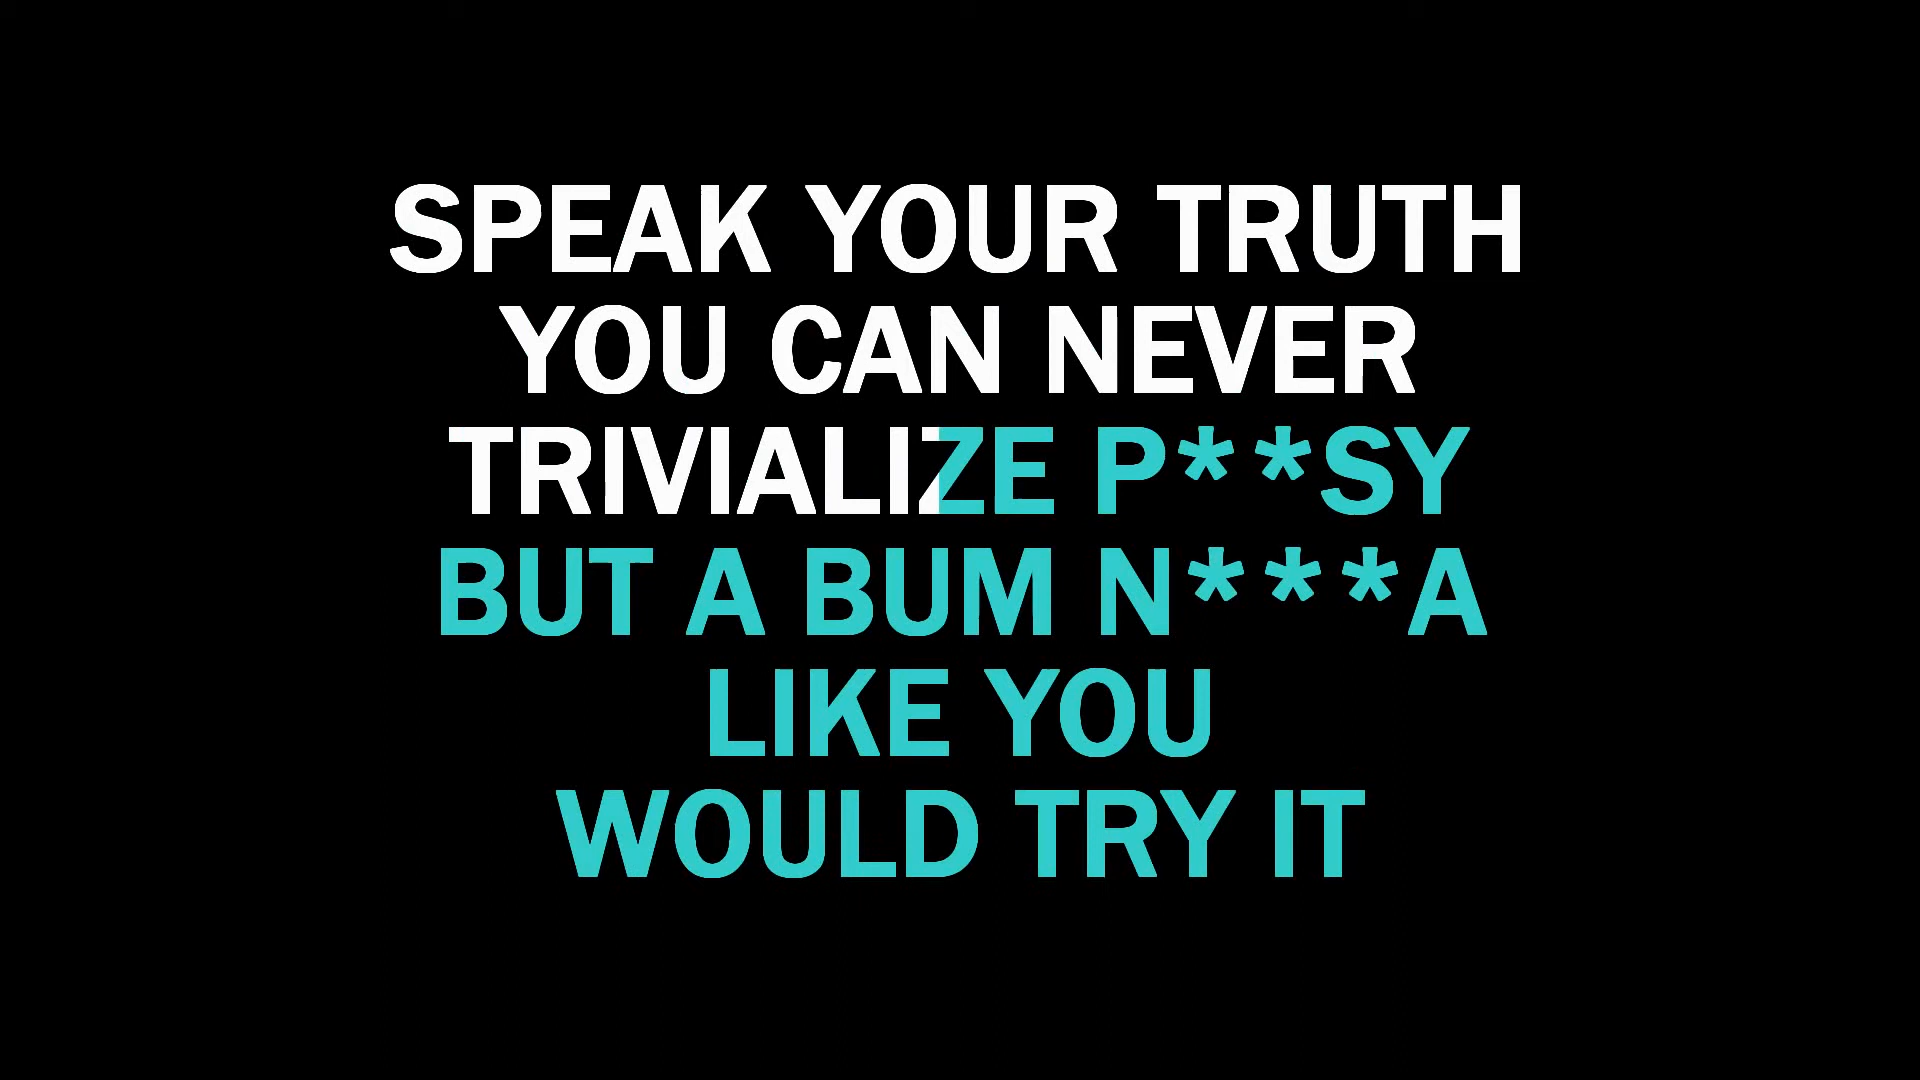 SPEAK YOUR TRUTH
YOU CAN NEVER
TRIVIALIZE P**SY
BUT A BUM N***A
LIKE YOU
WOULD TRY IT